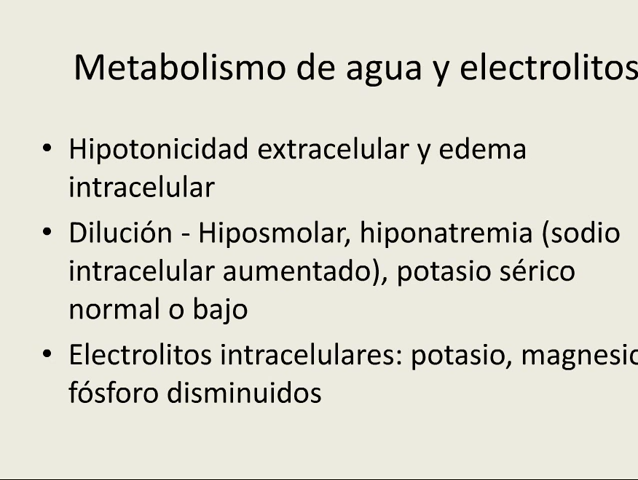 Metabolismo de agua y electrolitos
• Hipotonicidad extracelular y edema
intracelular
• Dilución - Hiposmolar, hiponatremia (sodio
intracelular aumentado), potasio sérico
normal o bajo
• Electrolitos intracelulares: potasio, magnesio
fósforo disminuidos